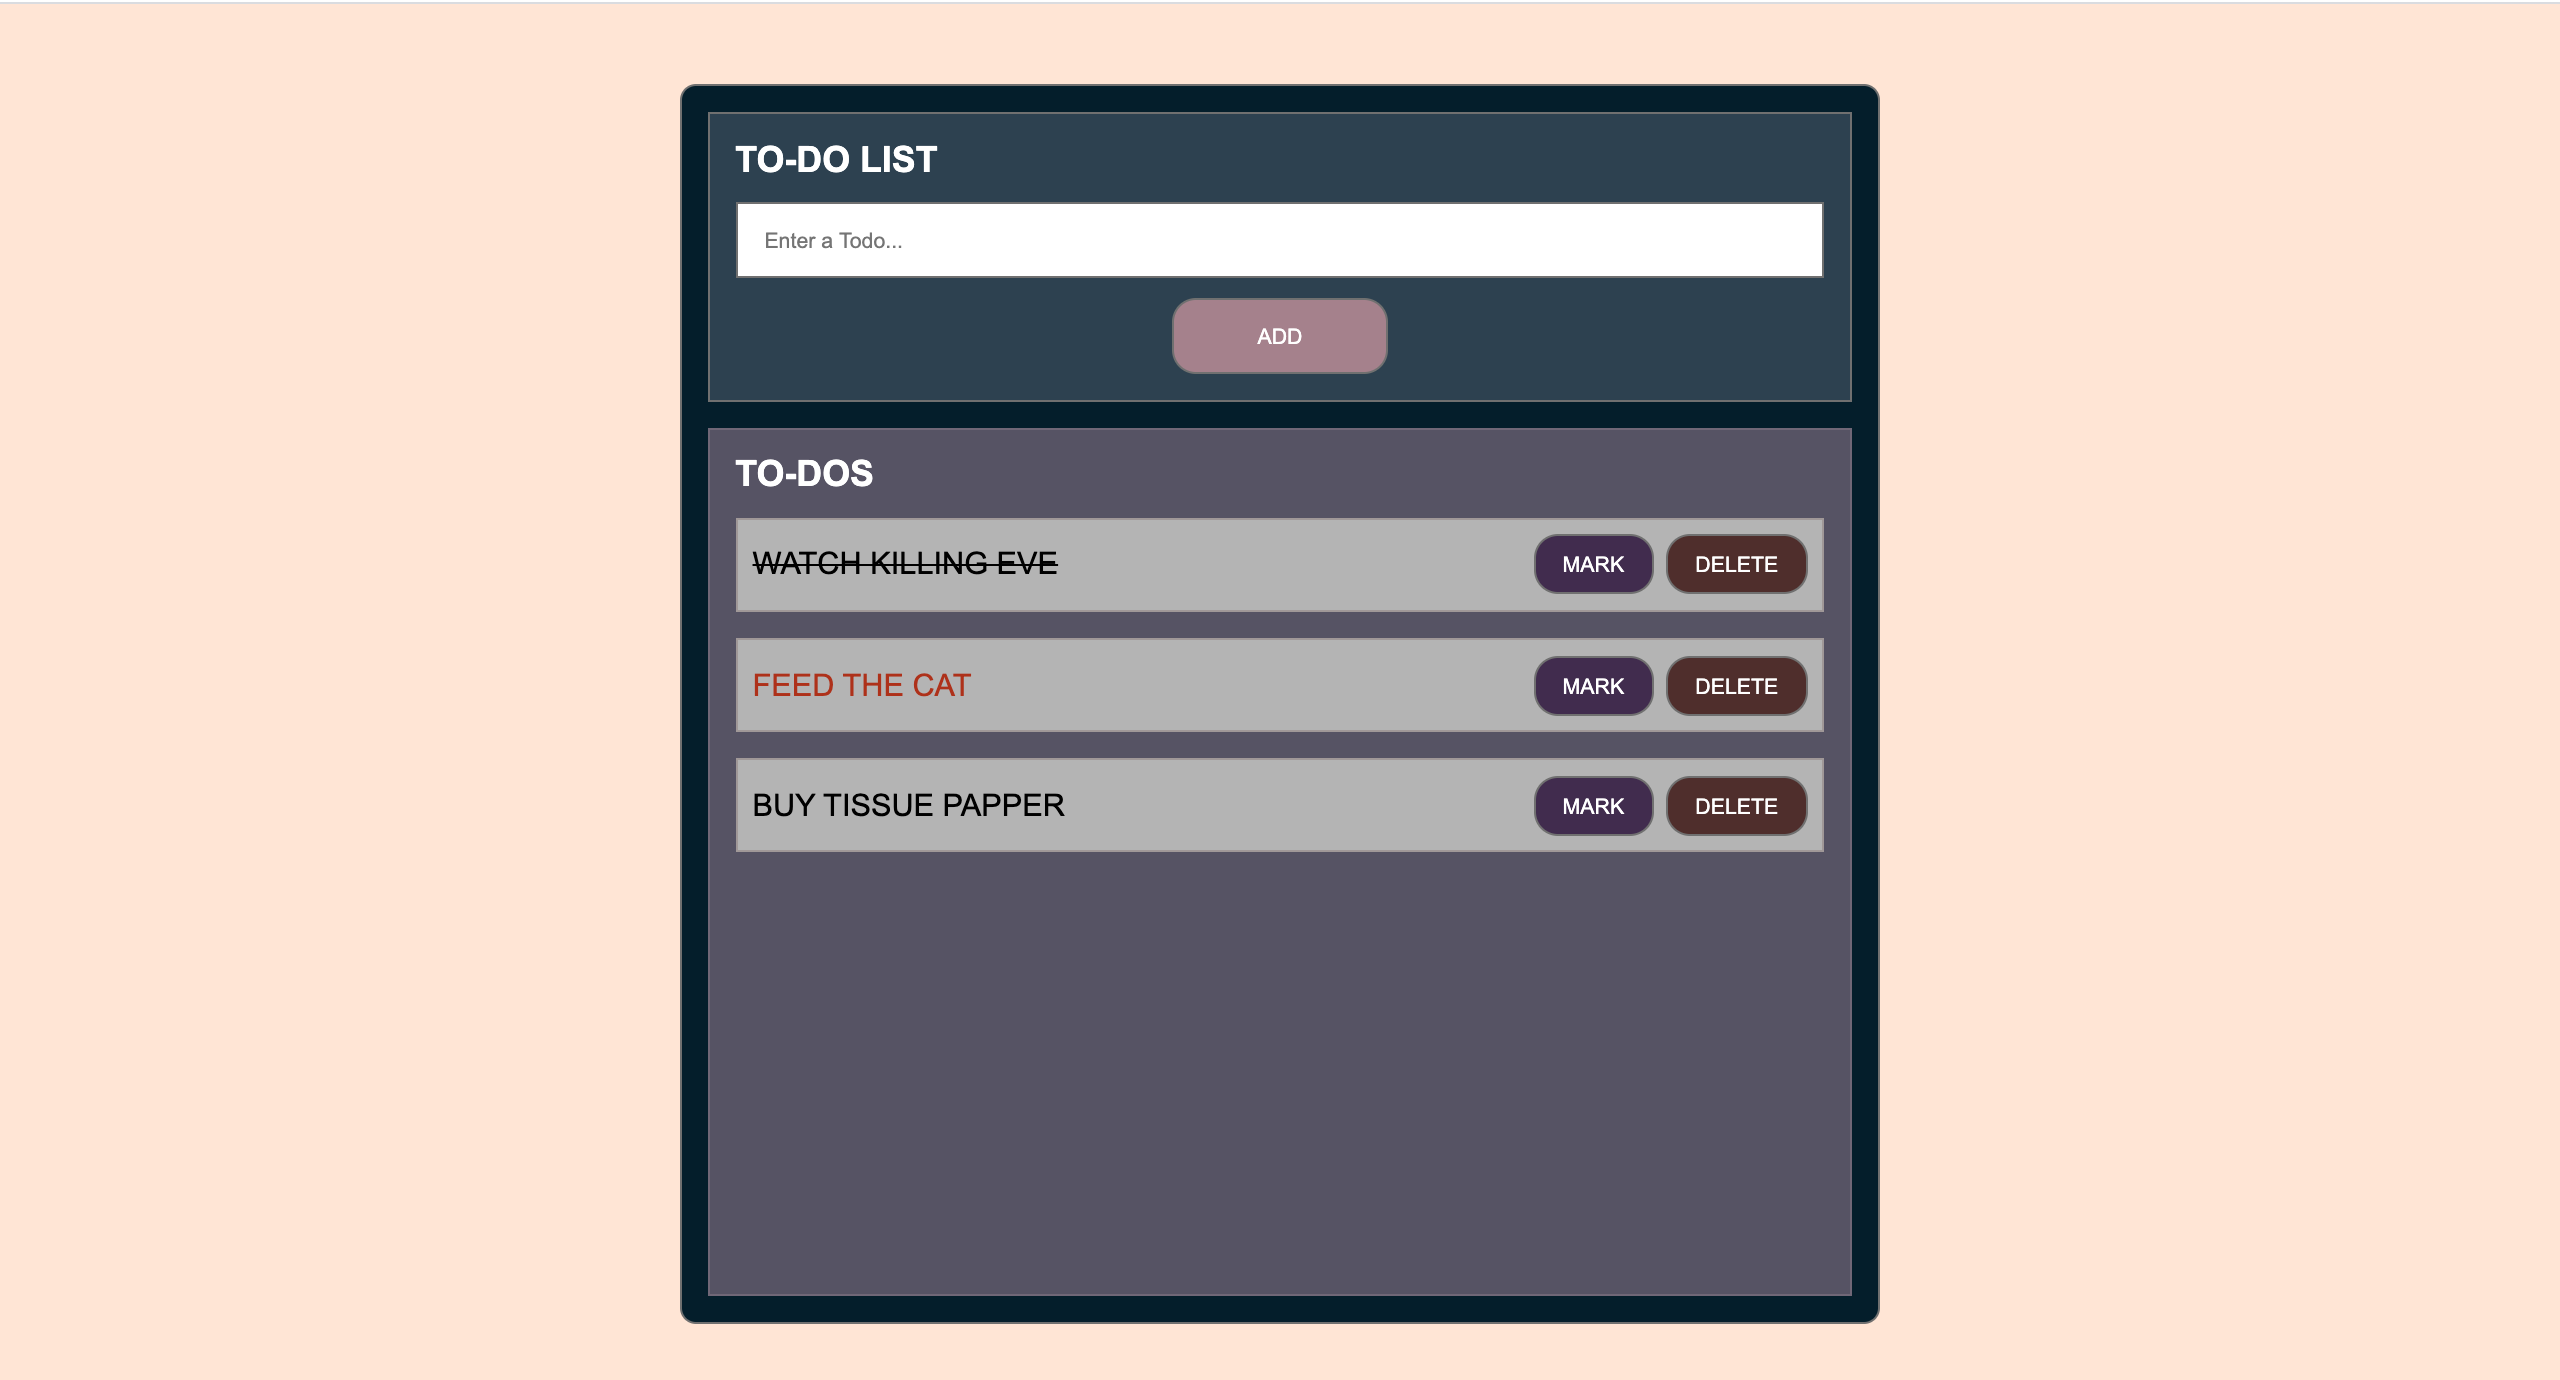 TO-DO LIST
Enter a Todo...
ADD
TO-DOS
WATCH KILLING EVE MARK DELETE
FEED THE CAT MARK DELETE
BUY TISSUE PAPPER MARK DELETE